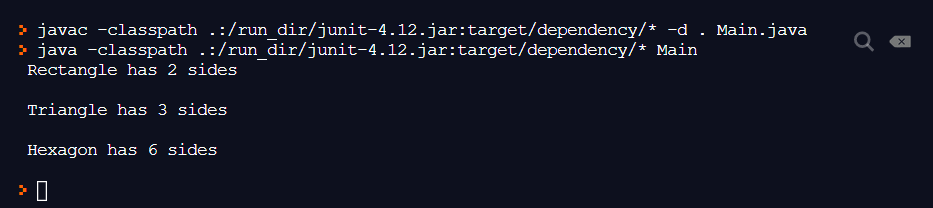 > javac -classpath .:/run_dir/junit-4.12.jar:target/dependency/* -d . Main.java
> java -classpath .:/run_dir/junit-4.12.jar:target/dependency/* Main
Rectangle has 2 sides
Triangle has 3 sides
Hexagon has 6 sides
>